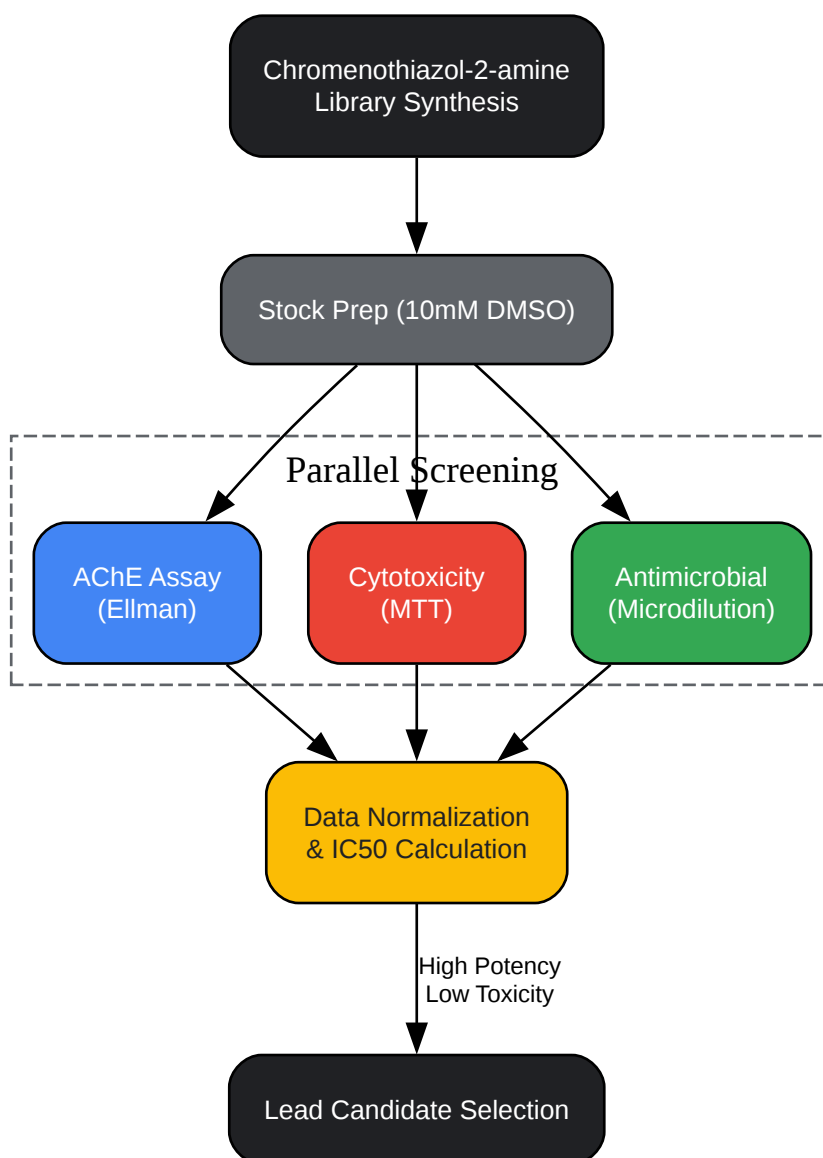 Chromenothiazol-2-amine
Library Synthesis
Stock Prep (10mM DMSO)
Parallel Screening
AChE Assay
(Ellman)
Cytotoxicity
(MTT)
Antimicrobial
(Microdilution)
Data Normalization
& IC50 Calculation
High Potency
Low Toxicity
Lead Candidate Selection